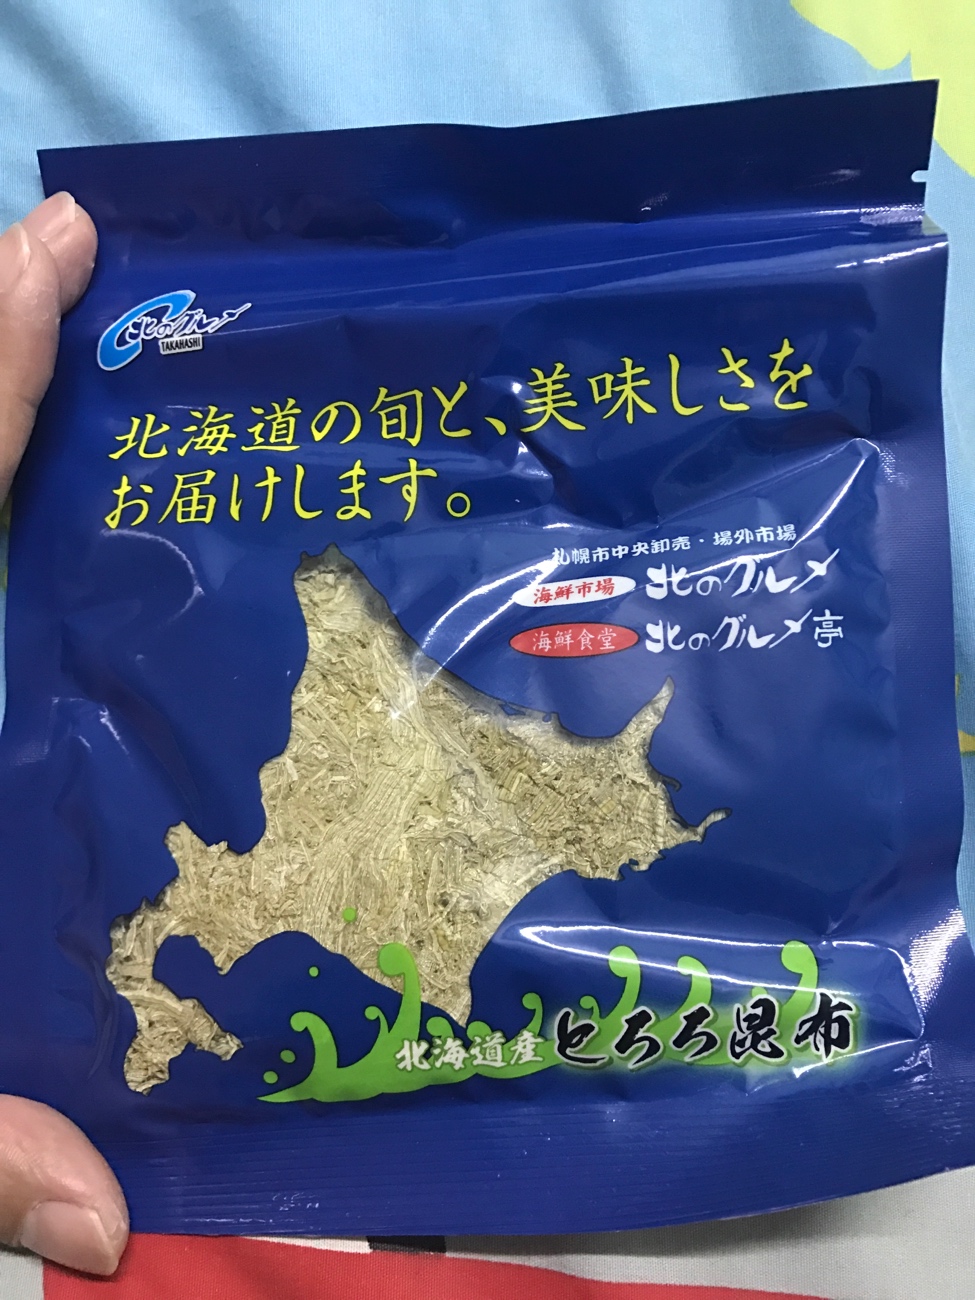 北のグルメ
TAKAHASHI
北海道の旬と、美味しさを
お届けします。
札幌市中央卸売・場外市場
海鮮市場 北のグルメ
海鮮食堂 北のグルメ亭
北海道産 とろろ昆布